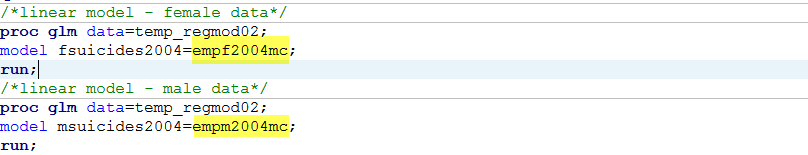 /*linear model - female data*/
proc glm data=temp_regmod02;
model fsuicides2004=empf2004mc;
run;
/*linear model - male data*/
proc glm data=temp_regmod02;
model msuicides2004=empm2004mc;
run;